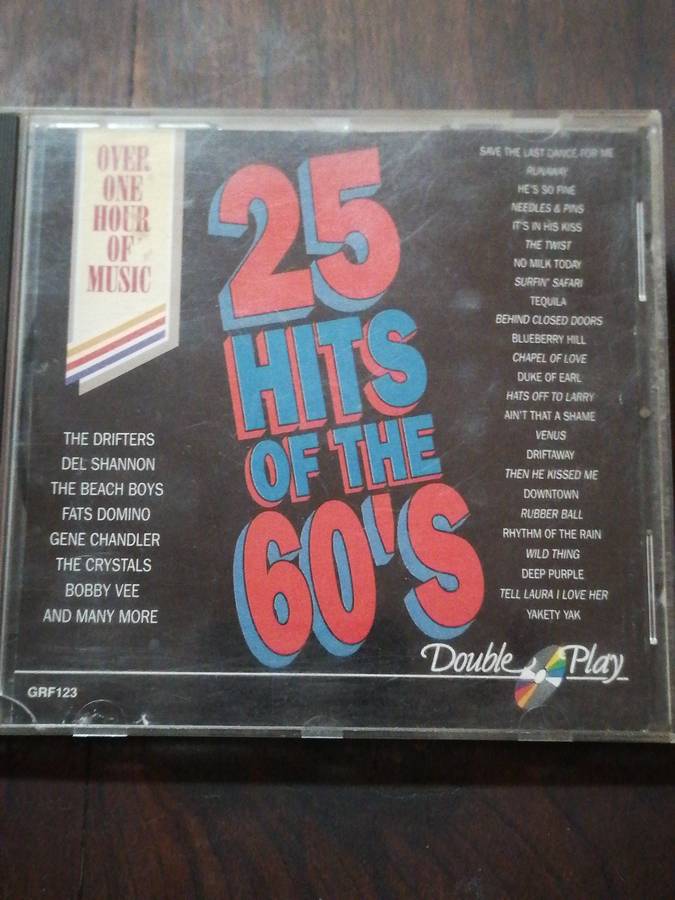 OVER
ONE
HOUR
OF
MUSIC
25
HITS
OF THE
60'S
THE DRIFTERS
DEL SHANNON
THE BEACH BOYS
FATS DOMINO
GENE CHANDLER
THE CRYSTALS
BOBBY VEE
AND MANY MORE
SAVE THE LAST DANCE FOR ME
RUNAWAY
HE'S SO FINE
NEEDLES & PINS
IT'S IN HIS KISS
THE TWIST
NO MILK TODAY
SURFIN' SAFARI
TEQUILA
BEHIND CLOSED DOORS
BLUEBERRY HILL
CHAPEL OF LOVE
DUKE OF EARL
HATS OFF TO LARRY
AIN'T THAT A SHAME
VENUS
DRIFTAWAY
THEN HE KISSED ME
DOWNTOWN
RUBBER BALL
RHYTHM OF THE RAIN
WILD THING
DEEP PURPLE
TELL LAURA I LOVE HER
YAKETY YAK
Double Play
GRF123